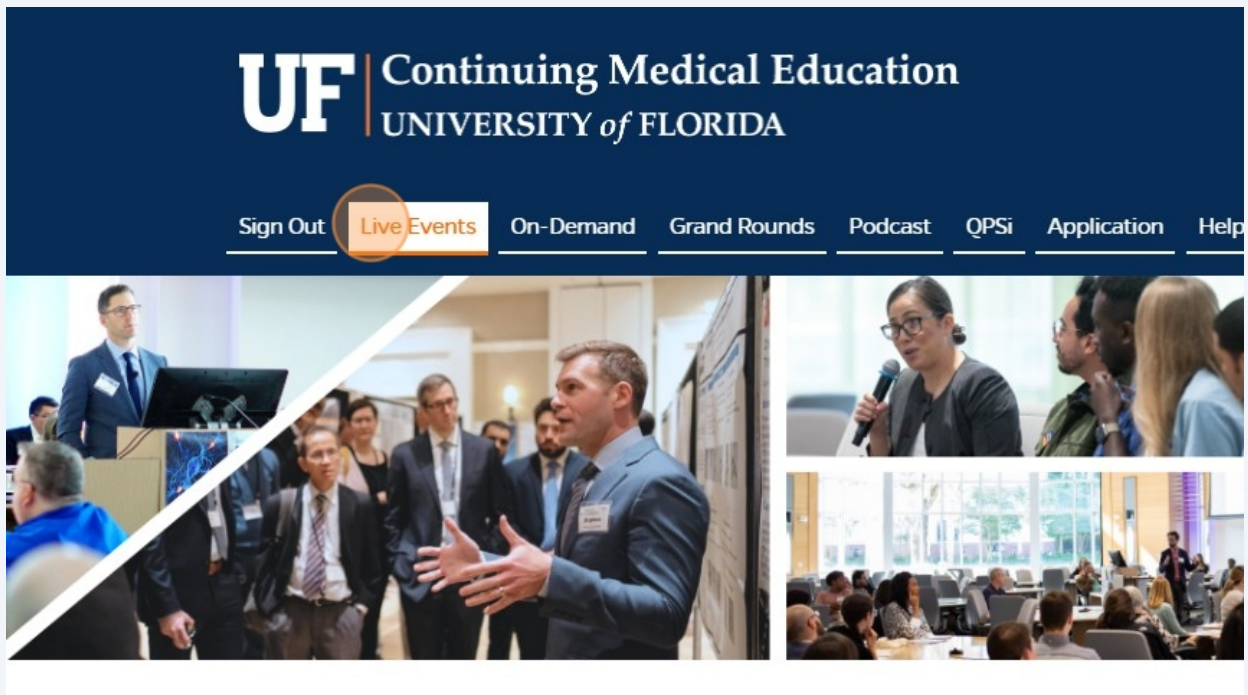 UF Continuing Medical Education
UNIVERSITY of FLORIDA
Sign Out Live Events On-Demand Grand Rounds Podcast QPSi Application Help